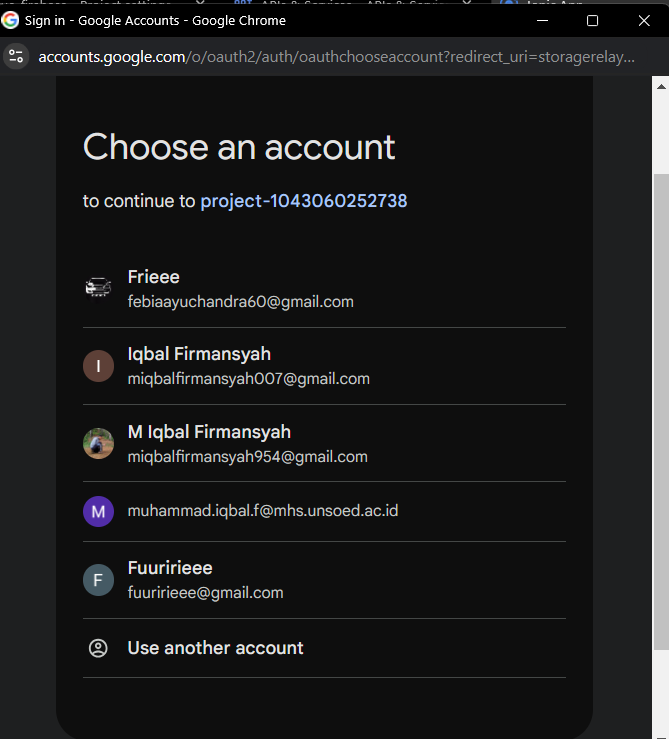 Sign in - Google Accounts - Google Chrome
accounts.google.com/o/oauth2/auth/oauthchooseaccount?redirect_uri=storagerelay...
Choose an account
to continue to project-1043060252738
Frieee
febiaayuchandra60@gmail.com
I
Iqbal Firmansyah
miqbalfirmansyah007@gmail.com
M Iqbal Firmansyah
miqbalfirmansyah954@gmail.com
M
muhammad.iqbal.f@mhs.unsoed.ac.id
F
Fuuririeee
fuuririeee@gmail.com
Use another account